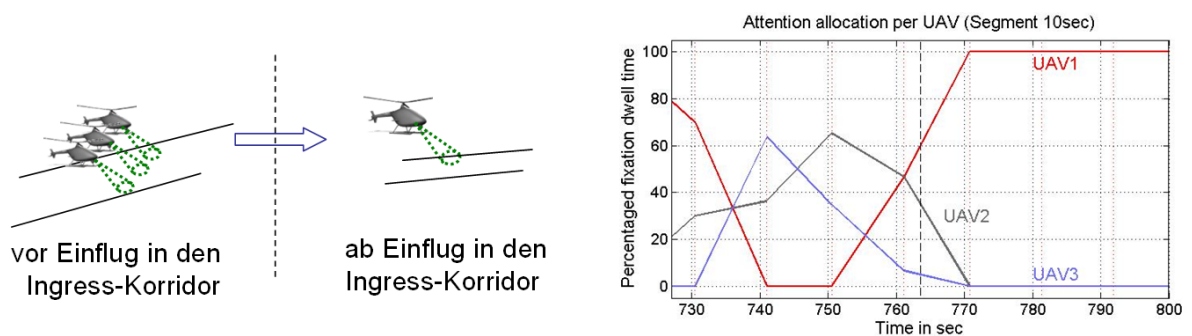 vor Einflug in den
Ingress-Korridor
ab Einflug in den
Ingress-Korridor
Attention allocation per UAV (Segment 10sec)
Percentaged fixation dwell time
100
80
60
40
20
0
UAV1
UAV2
UAV3
730 740 750 760 770 780 790 800
Time in sec